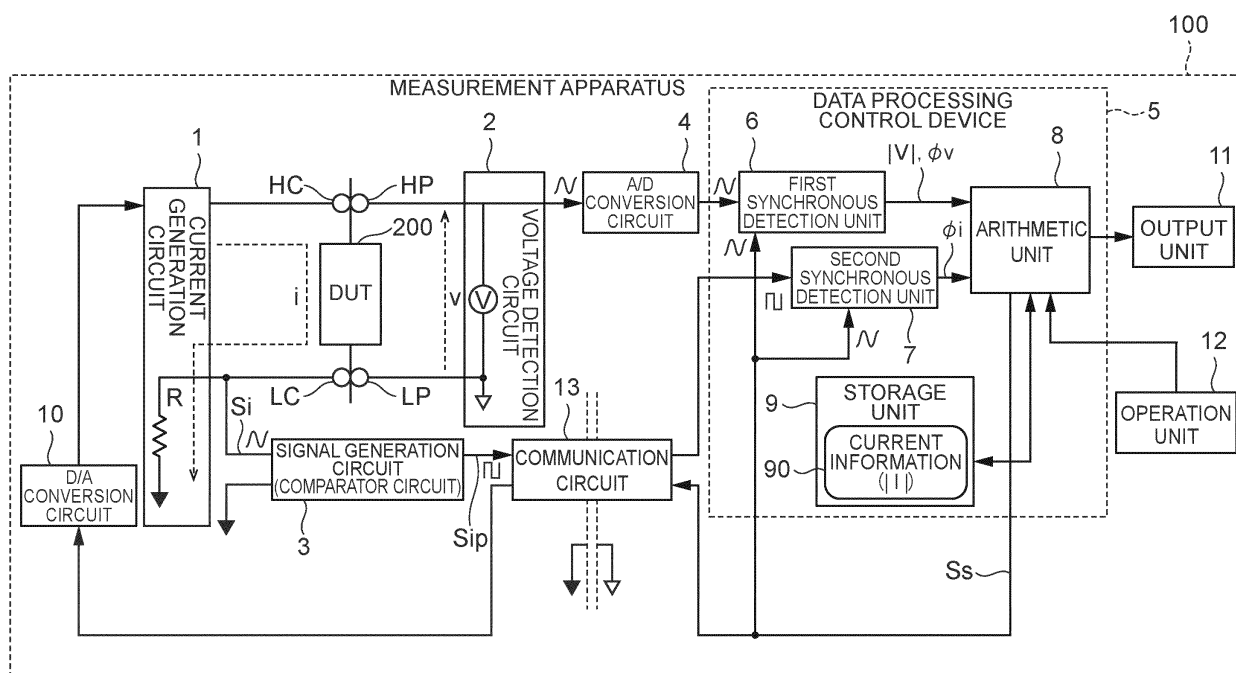 100
MEASUREMENT APPARATUS
DATA PROCESSING
CONTROL DEVICE
5
1
2
4
6
8
11
|V|, ϕv
HC
HP
A/D
CONVERSION
CIRCUIT
FIRST
SYNCHRONOUS
DETECTION UNIT
ARITHMETIC
UNIT
OUTPUT
UNIT
CURRENT
GENERATION
CIRCUIT
200
DUT
i
v
V
VOLTAGE DETECTION
CIRCUIT
SECOND
SYNCHRONOUS
DETECTION UNIT
ϕi
7
12
R
LC
LP
13
9
STORAGE
UNIT
OPERATION
UNIT
10
Si
SIGNAL GENERATION
CIRCUIT
(COMPARATOR CIRCUIT)
COMMUNICATION
CIRCUIT
90
CURRENT
INFORMATION
(|I|)
D/A
CONVERSION
CIRCUIT
3
Sip
Ss